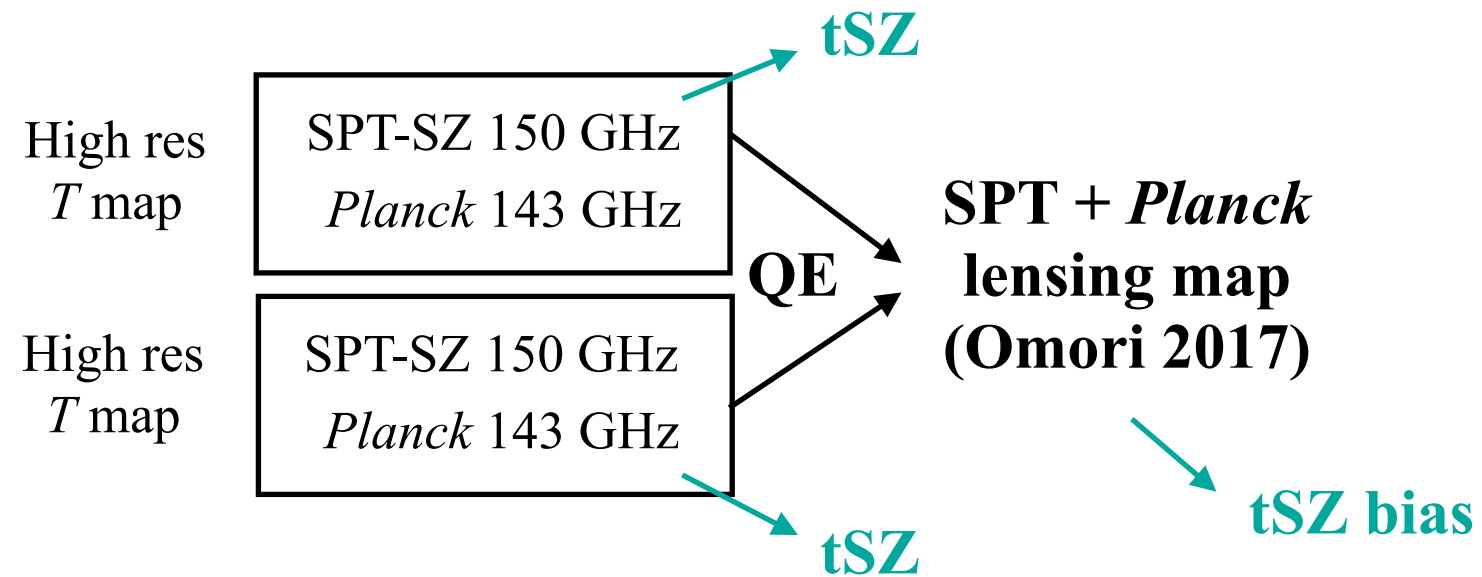 tSZ
High res
T map
SPT-SZ 150 GHz
Planck 143 GHz
QE
SPT + Planck
lensing map
(Omori 2017)
High res
T map
SPT-SZ 150 GHz
Planck 143 GHz
tSZ
tSZ bias